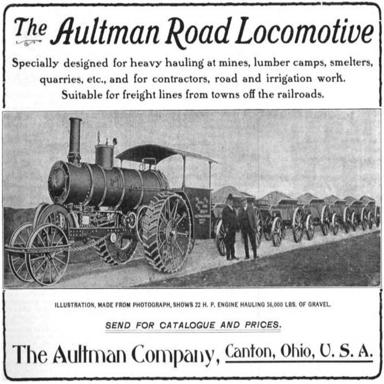 The Aultman Road Locomotive
Specially designed for heavy hauling at mines, lumber camps, smelters,
quarries, etc., and for contractors, road and irrigation work.
Suitable for freight lines from towns off the railroads.
ILLUSTRATION, MADE FROM PHOTOGRAPH, SHOWS 22 H. P. ENGINE HAULING 56,000 LBS. OF GRAVEL.
SEND FOR CATALOGUE AND PRICES.
The Aultman Company, Canton, Ohio, U. S. A.